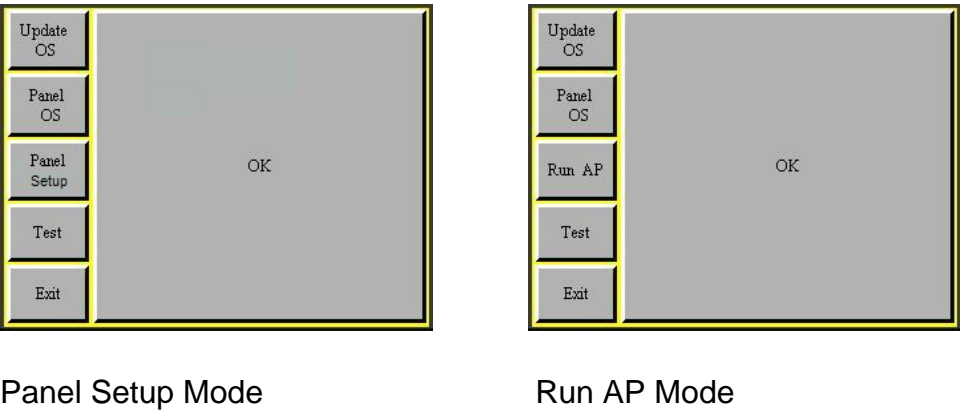 Update
OS
Panel
OS
Panel
Setup
Test
Exit
OK
Update
OS
Panel
OS
Run AP
Test
Exit
OK
Panel Setup Mode
Run AP Mode